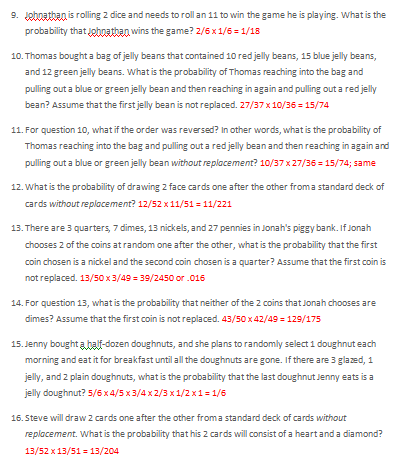 9. Johnathan is rolling 2 dice and needs to roll an 11 to win the game he is playing. What is the
probability that Johnathan wins the game? 2/6 x 1/6 = 1/18
10. Thomas bought a bag of jelly beans that contained 10 red jelly beans, 15 blue jelly beans,
and 12 green jelly beans. What is the probability of Thomas reaching into the bag and
pulling out a blue or green jelly bean and then reaching in again and pulling out a red jelly
bean? Assume that the first jelly bean is not replaced. 27/37 x 10/36 = 15/74
11. For question 10, what if the order was reversed? In other words, what is the probability of
Thomas reaching into the bag and pulling out a red jelly bean and then reaching in again and
pulling out a blue or green jelly bean without replacement? 10/37 x 27/36 = 15/74; same
12. What is the probability of drawing 2 face cards one after the other from a standard deck of
cards without replacement? 12/52 x 11/51 = 11/221
13. There are 3 quarters, 7 dimes, 13 nickels, and 27 pennies in Jonah's piggy bank. If Jonah
chooses 2 of the coins at random one after the other, what is the probability that the first
coin chosen is a nickel and the second coin chosen is a quarter? Assume that the first coin is
not replaced. 13/50 x 3/49 = 39/2450 or .016
14. For question 13, what is the probability that neither of the 2 coins that Jonah chooses are
dimes? Assume that the first coin is not replaced. 43/50 x 42/49 = 129/175
15. Jenny bought a half-dozen doughnuts, and she plans to randomly select 1 doughnut each
morning and eat it for breakfast until all the doughnuts are gone. If there are 3 glazed, 1
jelly, and 2 plain doughnuts, what is the probability that the last doughnut Jenny eats is a
jelly doughnut? 5/6 x 4/5 x 3/4 x 2/3 x 1/2 x 1 = 1/6
16. Steve will draw 2 cards one after the other from a standard deck of cards without
replacement. What is the probability that his 2 cards will consist of a heart and a diamond?
13/52 x 13/51 = 13/204